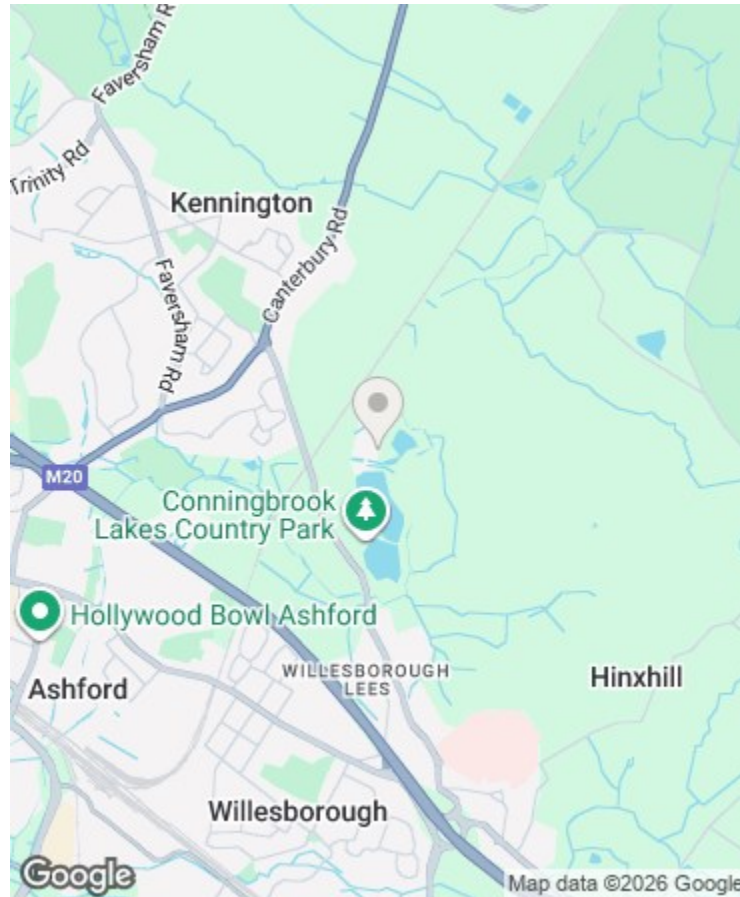 Faversham R
Trinity Rd
Kennington
Canterbury Rd
Faversham Rd
M20
Conningbrook
Lakes Country Park
Hollywood Bowl Ashford
WILLESBOROUGH
LEES
Hinxhill
Ashford
Willesborough
Google
Map data ©2026 Google